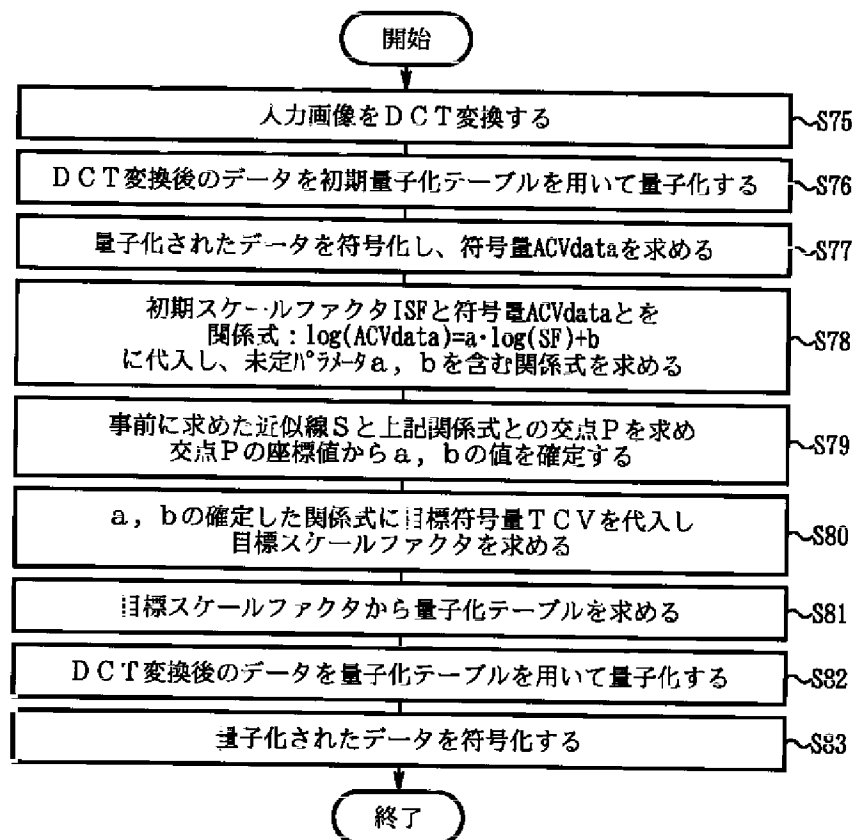 開始
入力画像をDCT変換する
~S75
DCT変換後のデータを初期量子化テーブルを用いて量子化する
~S76
量子化されたデータを符号化し、符号量ACVdataを求める
~S77
初期スケールファクタISFと符号量ACVdataとを
関係式：log(ACVdata)=a·log(SF)+b
に代入し、未定パラメータa，bを含む関係式を求める
~S78
事前に求めた近似線Sと上記関係式との交点Pを求め
交点Pの座標値からa，bの値を確定する
~S79
a，bの確定した関係式に目標符号量TCVを代入し
目標スケールファクタを求める
~S80
目標スケールファクタから量子化テーブルを求める
~S81
DCT変換後のデータを量子化テーブルを用いて量子化する
~S82
量子化されたデータを符号化する
~S83
終了